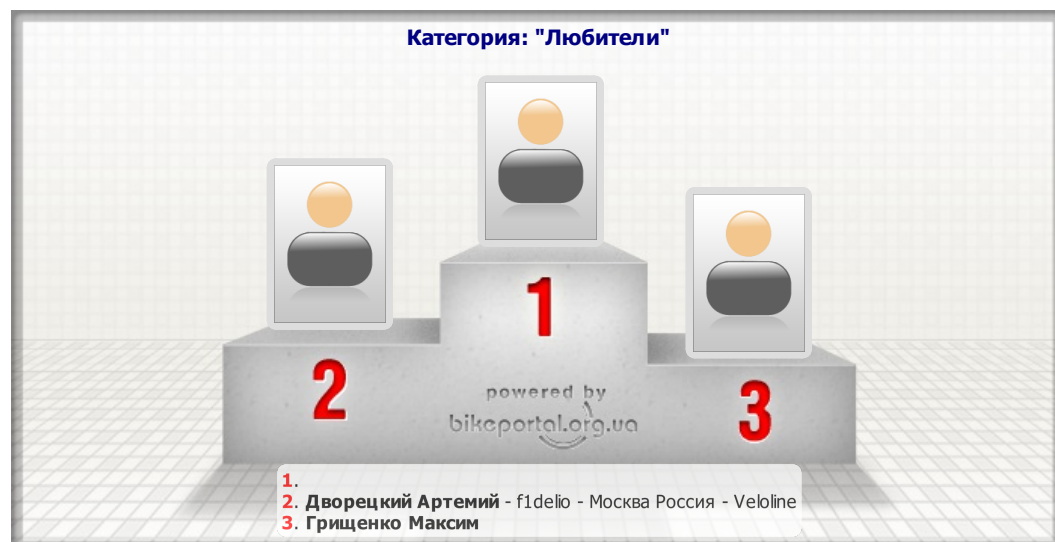 Категория: "Любители"
1
2
3
powered by
bikeportal.org.ua
1.
2. Дворецкий Артемий - f1delio - Москва Россия - Veloline
3. Грищенко Максим